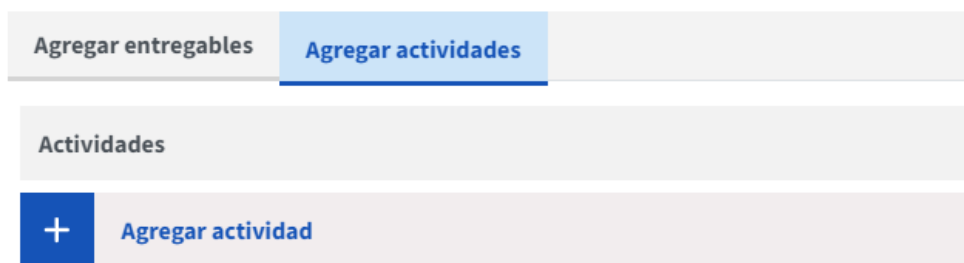 Agregar entregables
Agregar actividades
Actividades
+ Agregar actividad